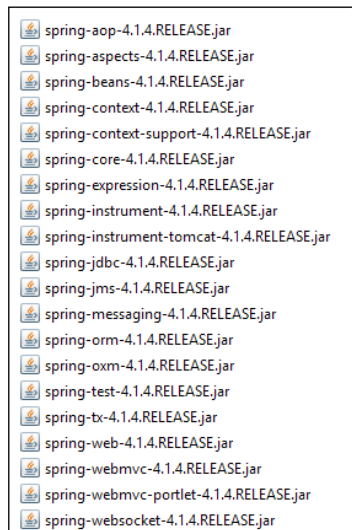 spring-aop-4.1.4.RELEASE.jar
spring-aspects-4.1.4.RELEASE.jar
spring-beans-4.1.4.RELEASE.jar
spring-context-4.1.4.RELEASE.jar
spring-context-support-4.1.4.RELEASE.jar
spring-core-4.1.4.RELEASE.jar
spring-expression-4.1.4.RELEASE.jar
spring-instrument-4.1.4.RELEASE.jar
spring-instrument-tomcat-4.1.4.RELEASE.jar
spring-jdbc-4.1.4.RELEASE.jar
spring-jms-4.1.4.RELEASE.jar
spring-messaging-4.1.4.RELEASE.jar
spring-orm-4.1.4.RELEASE.jar
spring-oxm-4.1.4.RELEASE.jar
spring-test-4.1.4.RELEASE.jar
spring-tx-4.1.4.RELEASE.jar
spring-web-4.1.4.RELEASE.jar
spring-webmvc-4.1.4.RELEASE.jar
spring-webmvc-portlet-4.1.4.RELEASE.jar
spring-websocket-4.1.4.RELEASE.jar